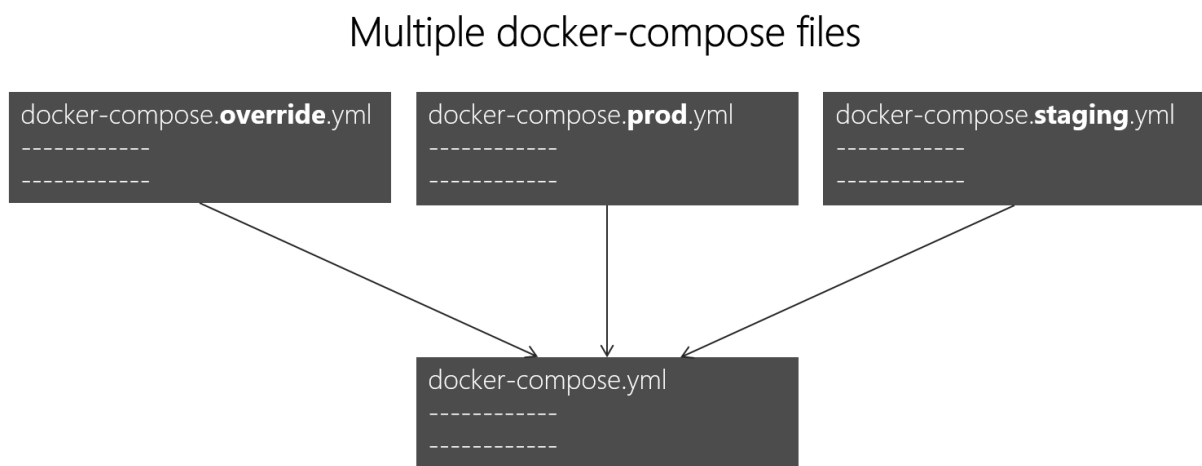 Multiple docker-compose files
docker-compose.override.yml
------------
------------
docker-compose.prod.yml
------------
------------
docker-compose.staging.yml
------------
------------
docker-compose.yml
------------
------------